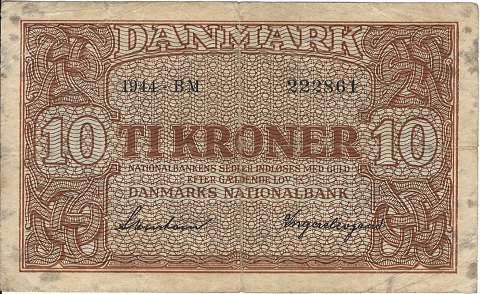 DANMARK
1944 - BM 222861
10 TI KRONER 10
NATIONALBANKENS SEDLER INDLØSES MED GULD
EFTER GÆLDENDE LOV
DANMARKS NATIONALBANK